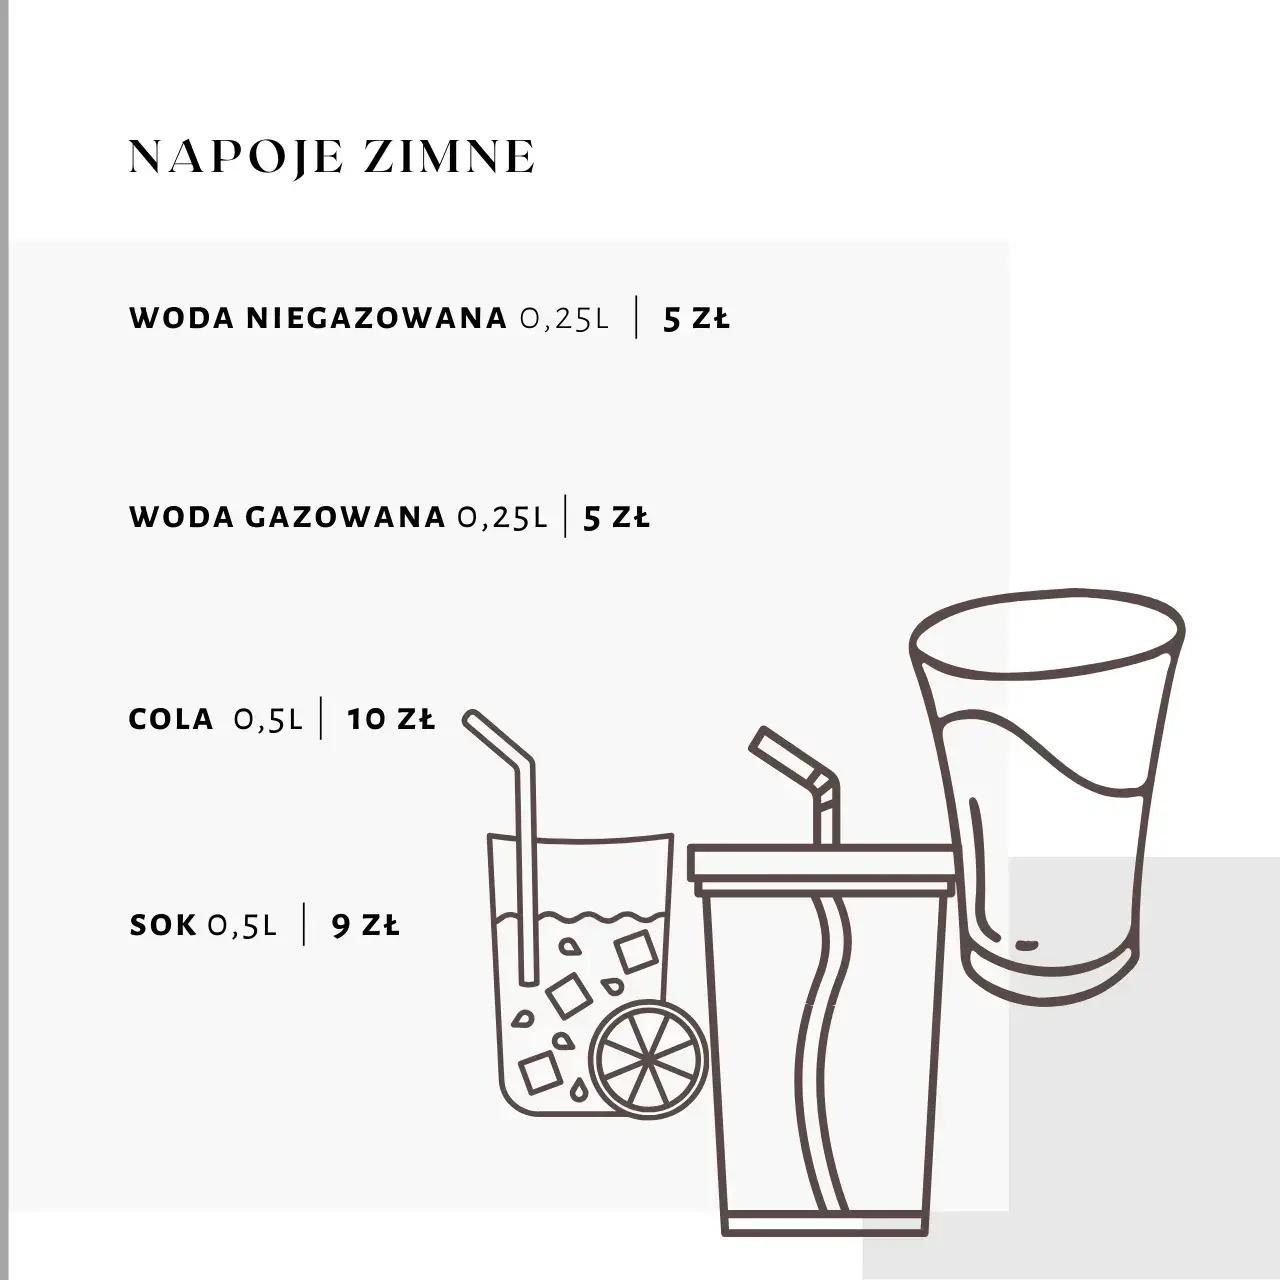 NAPOJE ZIMNE
WODA NIEGAZOWANA 0,25L | 5 ZŁ
WODA GAZOWANA 0,25L | 5 ZŁ
COLA 0,5L | 10 ZŁ
SOK 0,5L | 9 ZŁ